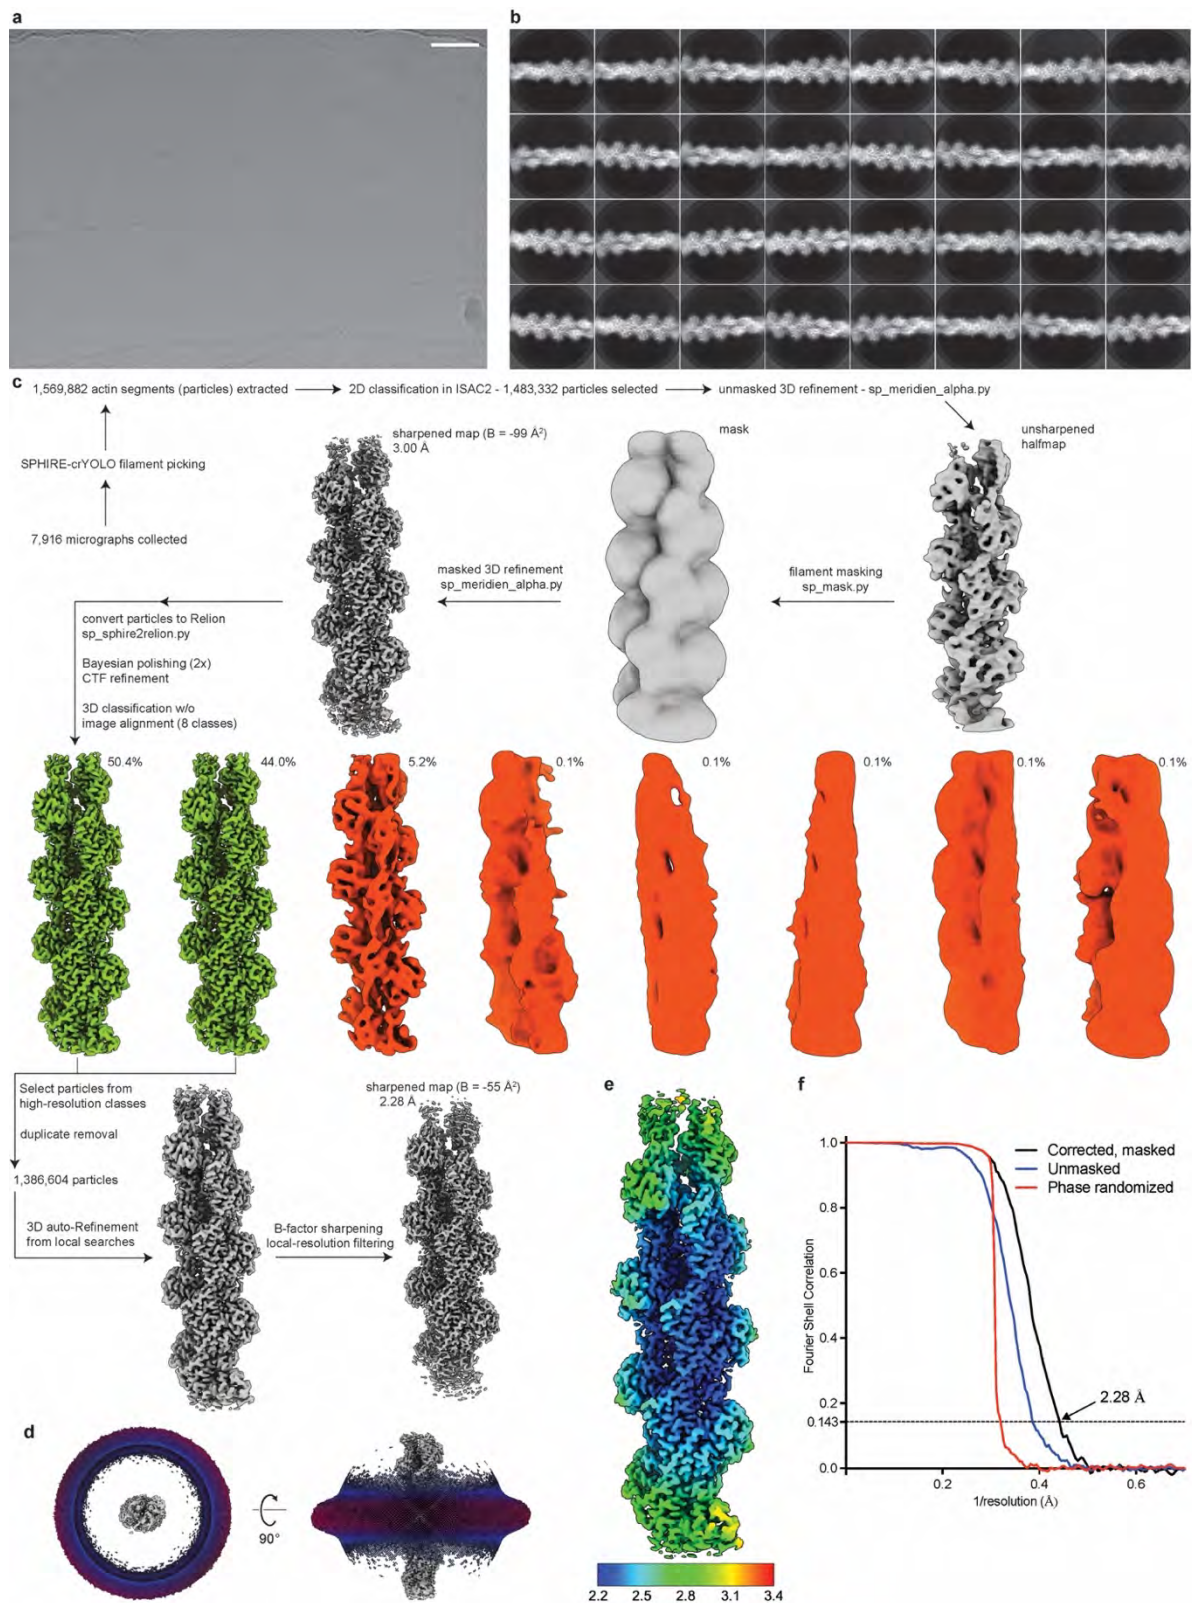 a
b
c
1,569,882 actin segments (particles) extracted
2D classification in ISAC2 - 1,483,332 particles selected
unmasked 3D refinement - sp_meridien_alpha.py
SPHIRE-crYOLO filament picking
7,916 micrographs collected
sharpened map (B = -99 Å²)
3.00 Å
mask
unsharpened
halfmap
masked 3D refinement
sp_meridien_alpha.py
filament masking
sp_mask.py
convert particles to Relion
sp_sphire2relion.py
Bayesian polishing (2x)
CTF refinement
3D classification w/o
image alignment (8 classes)
50.4%
44.0%
5.2%
0.1%
0.1%
0.1%
0.1%
0.1%
Select particles from
high-resolution classes
duplicate removal
1,386,604 particles
3D auto-Refinement
from local searches
B-factor sharpening
local-resolution filtering
sharpened map (B = -55 Å²)
2.28 Å
d
90°
e
2.2 2.5 2.8 3.1 3.4
f
Corrected, masked
Unmasked
Phase randomized
Fourier Shell Correlation
1.0
0.8
0.6
0.4
0.2
0.143
0.0
2.28 Å
0.2 0.4 0.6
1/resolution (Å)